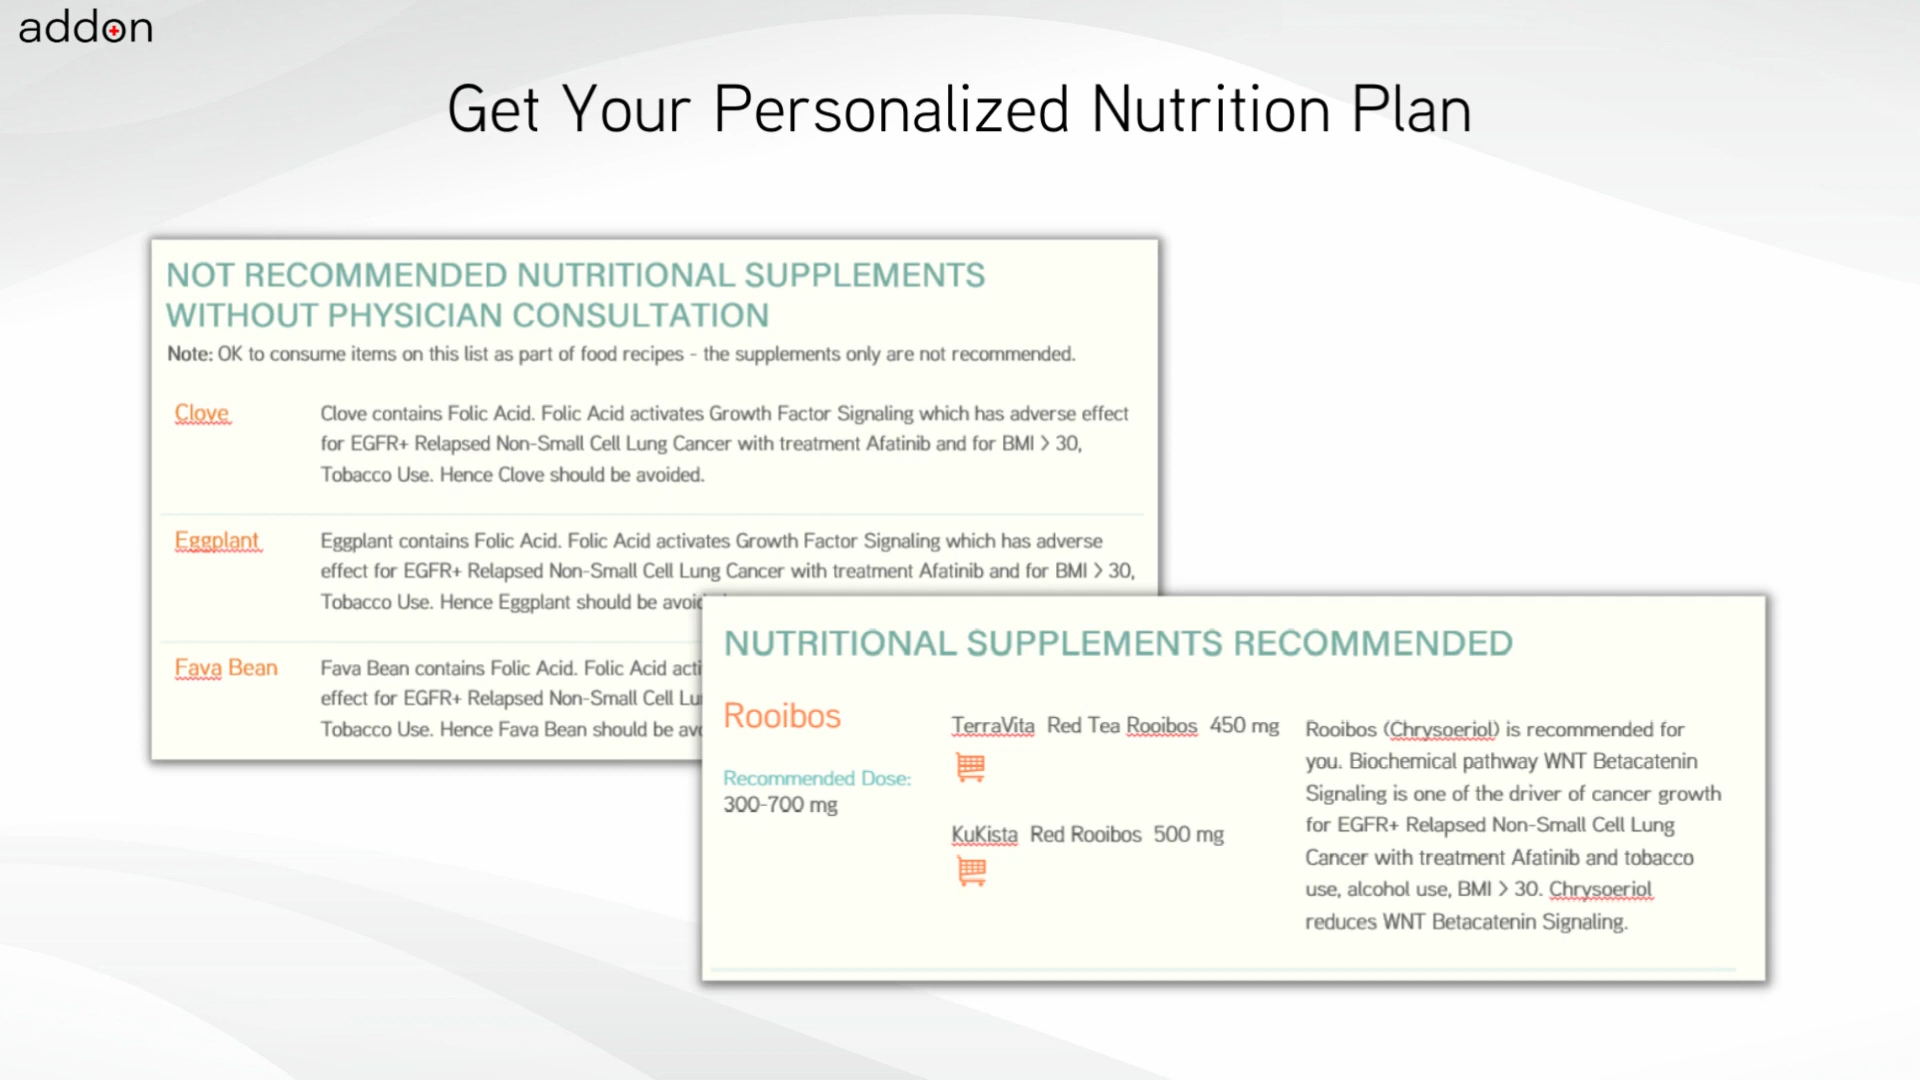 addon
Get Your Personalized Nutrition Plan
NOT RECOMMENDED NUTRITIONAL SUPPLEMENTS
WITHOUT PHYSICIAN CONSULTATION
Note: OK to consume items on this list as part of food recipes - the supplements only are not recommended.
Clove
Clove contains Folic Acid. Folic Acid activates Growth Factor Signaling which has adverse effect
for EGFR+ Relapsed Non-Small Cell Lung Cancer with treatment Afatinib and for BMI > 30,
Tobacco Use. Hence Clove should be avoided.
Eggplant
Eggplant contains Folic Acid. Folic Acid activates Growth Factor Signaling which has adverse
effect for EGFR+ Relapsed Non-Small Cell Lung Cancer with treatment Afatinib and for BMI > 30,
Tobacco Use. Hence Eggplant should be
Fava Bean
Fava Bean contains Folic Acid. Folic Acid
effect for EGFR+ Relapsed Non-Small Cell
Tobacco Use. Hence Fava Bean should be
NUTRITIONAL SUPPLEMENTS RECOMMENDED
Rooibos
Recommended Dose:
300-700 mg
TerraVita Red Tea Rooibos 450 mg
KuKista Red Rooibos 500 mg
Rooibos (Chrysoeriol) is recommended for
you. Biochemical pathway WNT Betacatenin
Signaling is one of the driver of cancer growth
for EGFR+ Relapsed Non-Small Cell Lung
Cancer with treatment Afatinib and tobacco
use, alcohol use, BMI > 30. Chrysoeriol
reduces WNT Betacatenin Signaling.